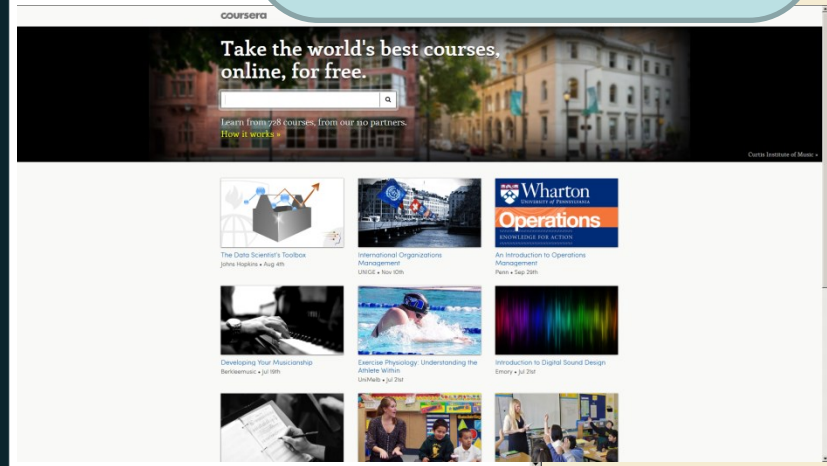 coursera
Take the world's best courses,
online, for free.
Learn from 728 courses, from our 110 partners.
How it works »
Curtis Institute of Music »
The Data Scientist's Toolbox
Johns Hopkins • Aug 4th
International Organizations
Management
UNIGE • Nov 10th
Wharton
UNIVERSITY of PENNSYLVANIA
Operations
KNOWLEDGE FOR ACTION
An Introduction to Operations
Management
Penn • Sep 29th
Developing Your Musicianship
Berkleemusic • Jul 19th
Exercise Physiology: Understanding the
Athlete Within
UniMelb • Jul 21st
Introduction to Digital Sound Design
Emory • Jul 21st